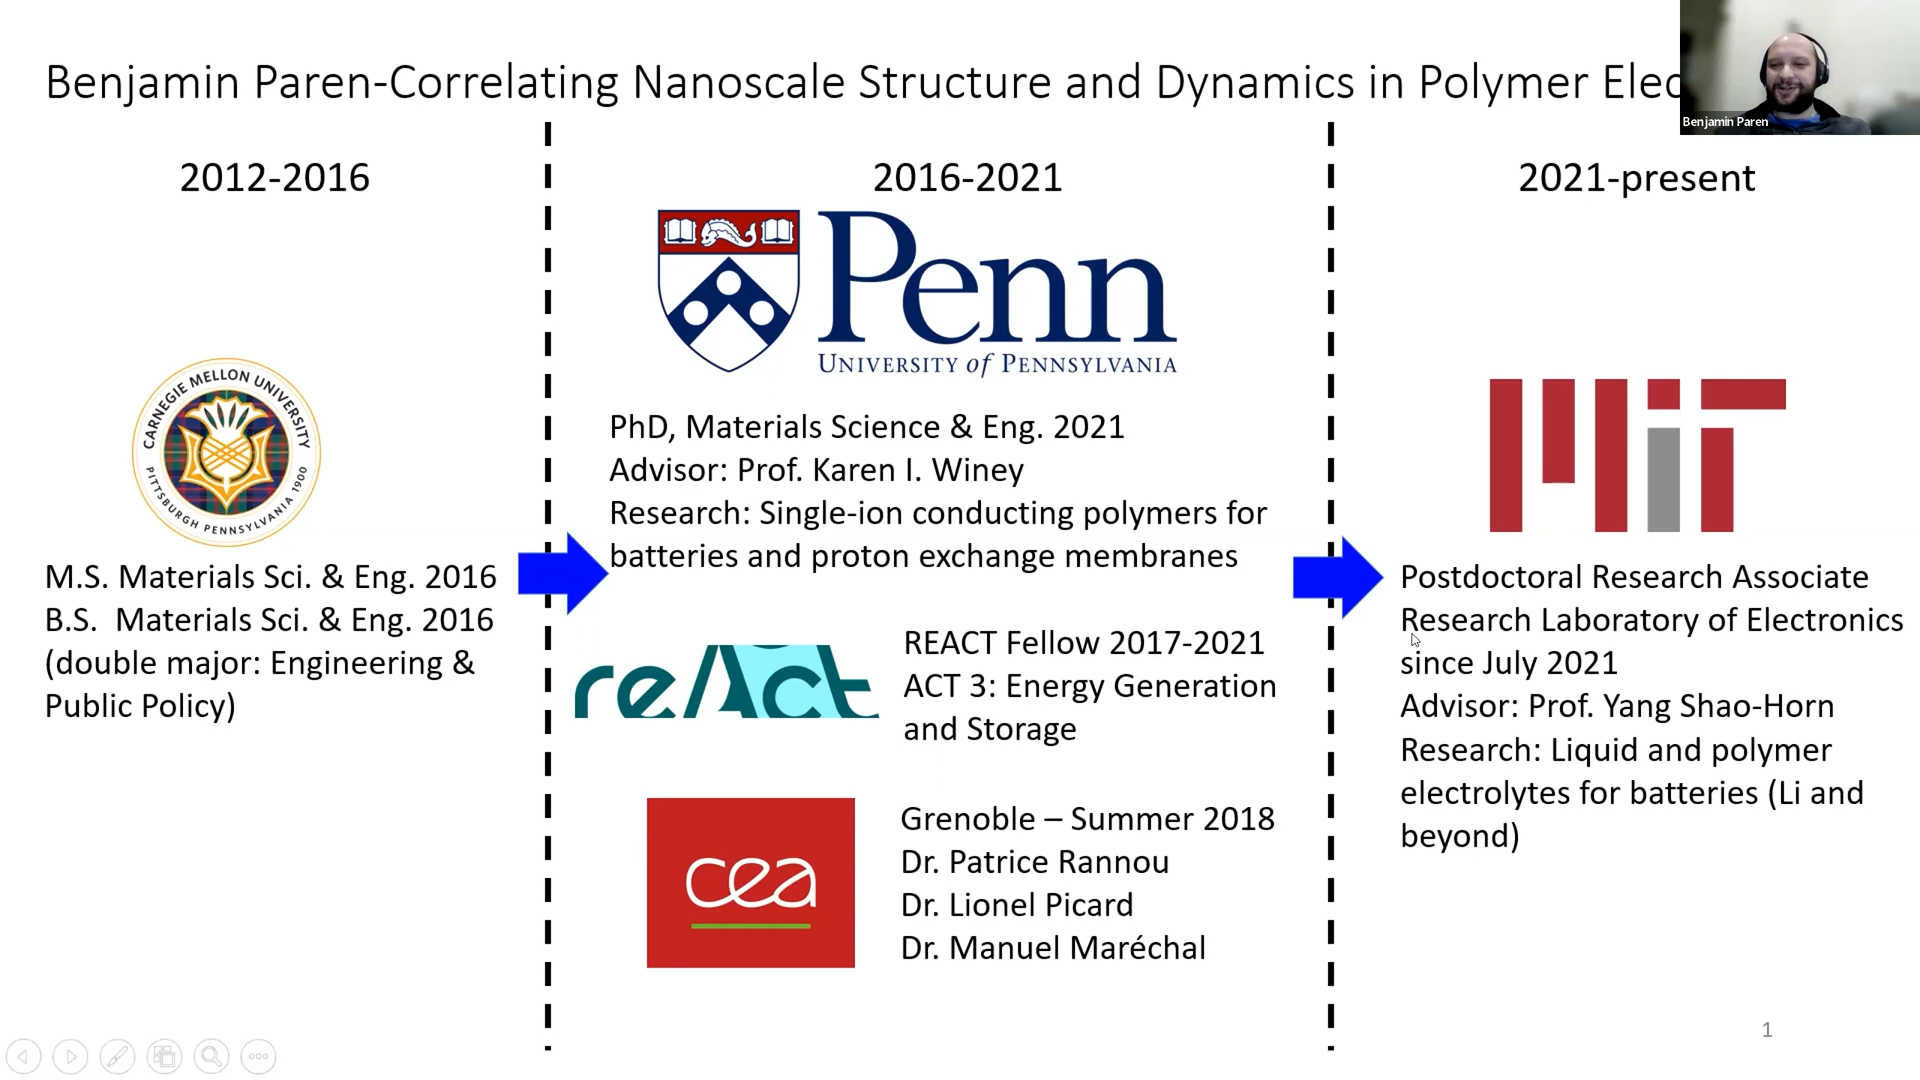 Benjamin Paren-Correlating Nanoscale Structure and Dynamics in Polymer Elec
Benjamin Paren
2012-2016
CARNEGIE MELLON UNIVERSITY
PITTSBURGH PENNSYLVANIA 1900
M.S. Materials Sci. & Eng. 2016
B.S. Materials Sci. & Eng. 2016
(double major: Engineering &
Public Policy)
2016-2021
Penn
UNIVERSITY of PENNSYLVANIA
PhD, Materials Science & Eng. 2021
Advisor: Prof. Karen I. Winey
Research: Single-ion conducting polymers for
batteries and proton exchange membranes
reAct
REACT Fellow 2017-2021
ACT 3: Energy Generation
and Storage
cea
Grenoble – Summer 2018
Dr. Patrice Rannou
Dr. Lionel Picard
Dr. Manuel Maréchal
2021-present
MIT
Postdoctoral Research Associate
Research Laboratory of Electronics
since July 2021
Advisor: Prof. Yang Shao-Horn
Research: Liquid and polymer
electrolytes for batteries (Li and
beyond)
1